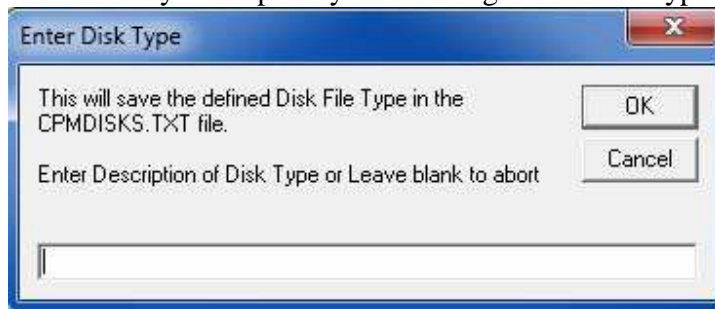 Enter Disk Type
This will save the defined Disk File Type in the
CPMDISKS.TXT file.
OK
Cancel
Enter Description of Disk Type or Leave blank to abort